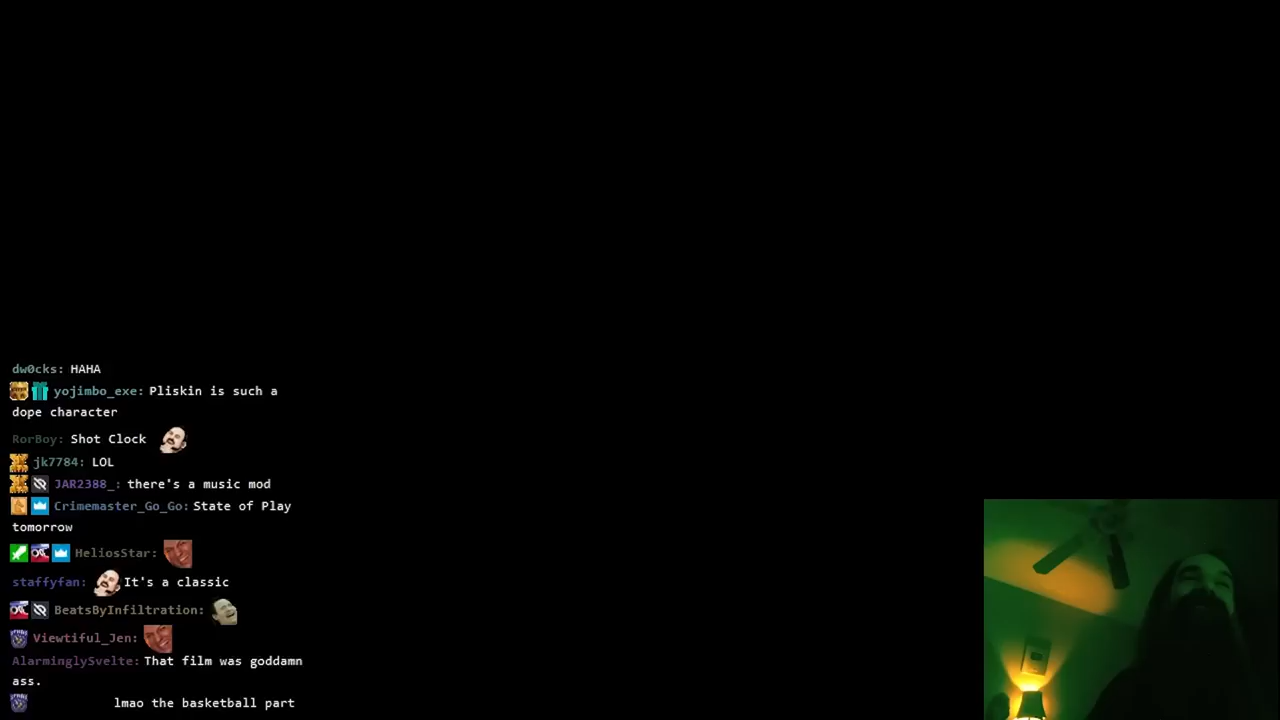 dw0cks: HAHA
yojimbo_exe: Pliskin is such a
dope character
RorBoy: Shot Clock
jk7784: LOL
JAR2388_: there's a music mod
Crimemaster_Go_Go: State of Play
tomorrow
HeliosStar:
staffyfan: It's a classic
BeatsByInfiltration:
Viewtiful_Jen:
AlarminglySvelte: That film was goddamn
ass.
lmao the basketball part